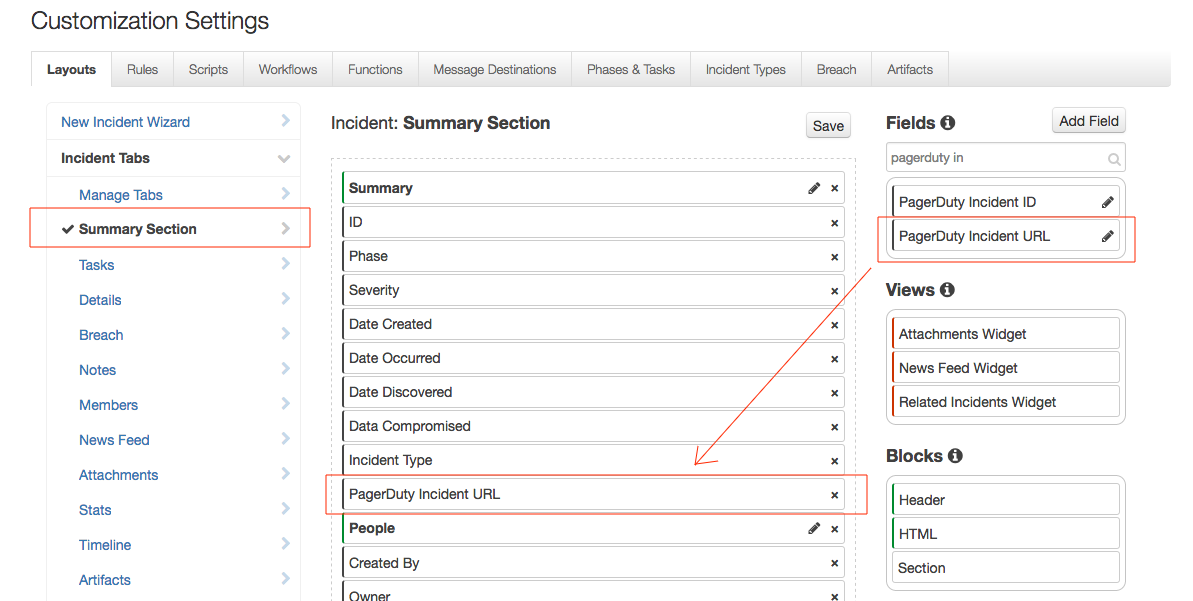 Customization Settings
Layouts Rules Scripts Workflows Functions Message Destinations Phases & Tasks Incident Types Breach Artifacts
New Incident Wizard
Incident Tabs
Manage Tabs
Summary Section
Tasks
Details
Breach
Notes
Members
News Feed
Attachments
Stats
Timeline
Artifacts
Incident: Summary Section
Save
Summary
ID
Phase
Severity
Date Created
Date Occurred
Date Discovered
Data Compromised
Incident Type
PagerDuty Incident URL
People
Created By
Owner
Fields
Add Field
pagerduty in
PagerDuty Incident ID
PagerDuty Incident URL
Views
Attachments Widget
News Feed Widget
Related Incidents Widget
Blocks
Header
HTML
Section